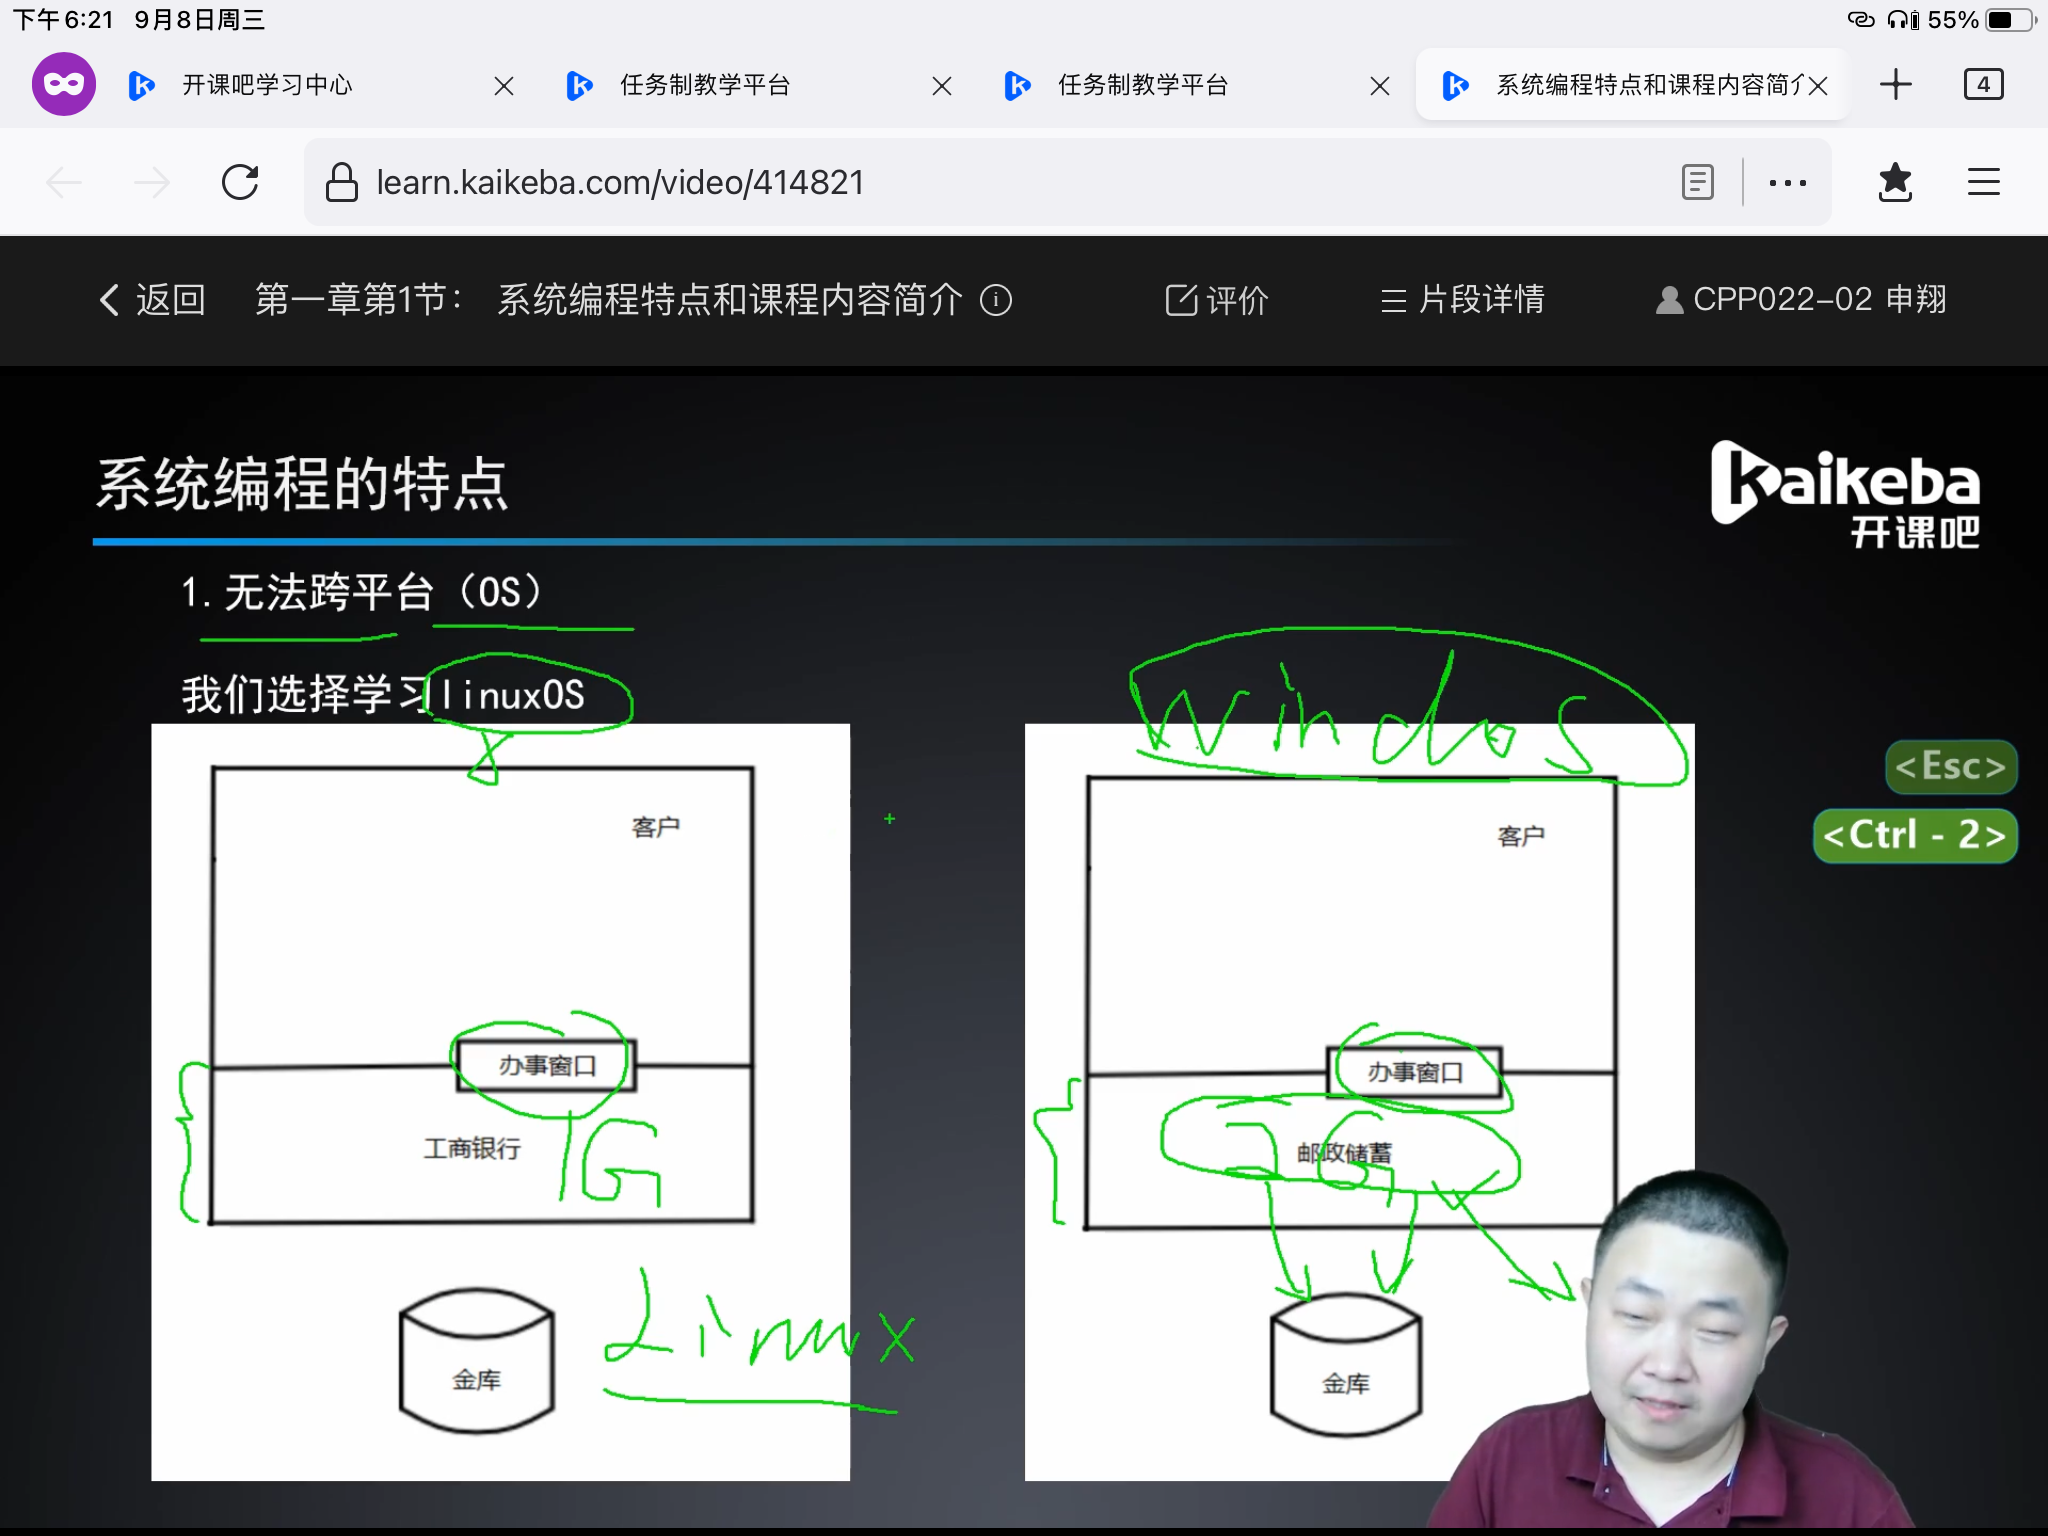 下午6:21 9月8日周三
55%
开课吧学习中心
任务制教学平台
任务制教学平台
系统编程特点和课程内容简介
4
learn.kaikeba.com/video/414821
返回 第一章第1节： 系统编程特点和课程内容简介
评价
片段详情
CPP022-02 申翔
系统编程的特点
kaikeba
开课吧
1.无法跨平台（OS）
我们选择学习linuxOS
Windos
<Esc>
<Ctrl - 2>
客户
办事窗口
工商银行
1G
金库
Linux
客户
办事窗口
邮政储蓄
金库